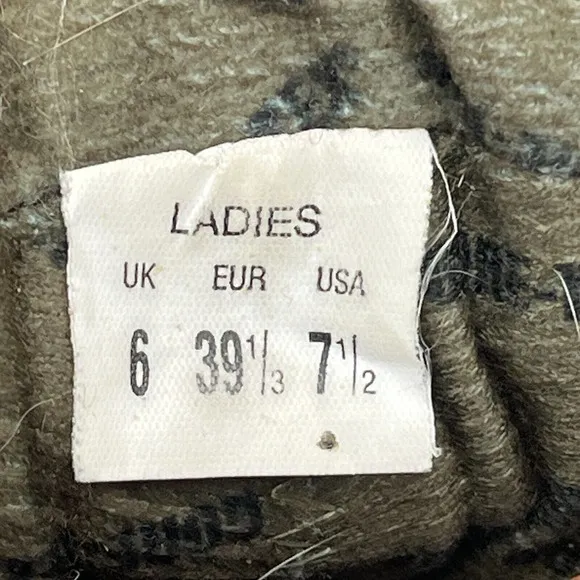 LADIES
UK EUR USA
6 39 1/3 7 1/2